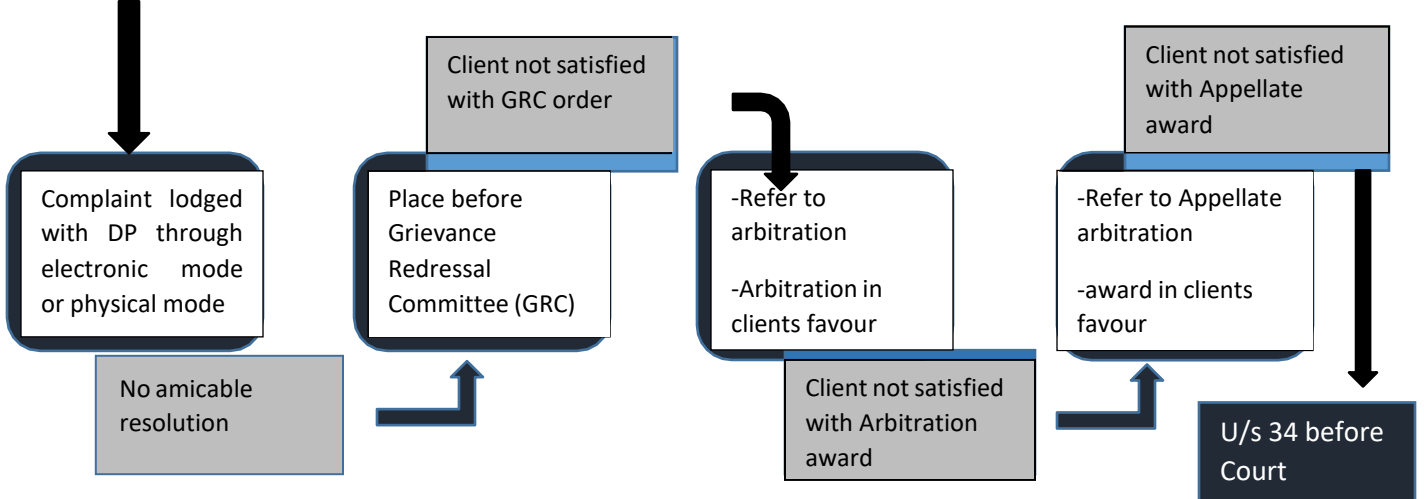 Complaint lodged
with DP through
electronic mode
or physical mode
No amicable
resolution
Place before
Grievance
Redressal
Committee (GRC)
Client not satisfied
with GRC order
-Refer to
arbitration
-Arbitration in
clients favour
Client not satisfied
with Arbitration
award
-Refer to Appellate
arbitration
-award in clients
favour
Client not satisfied
with Appellate
award
U/s 34 before
Court